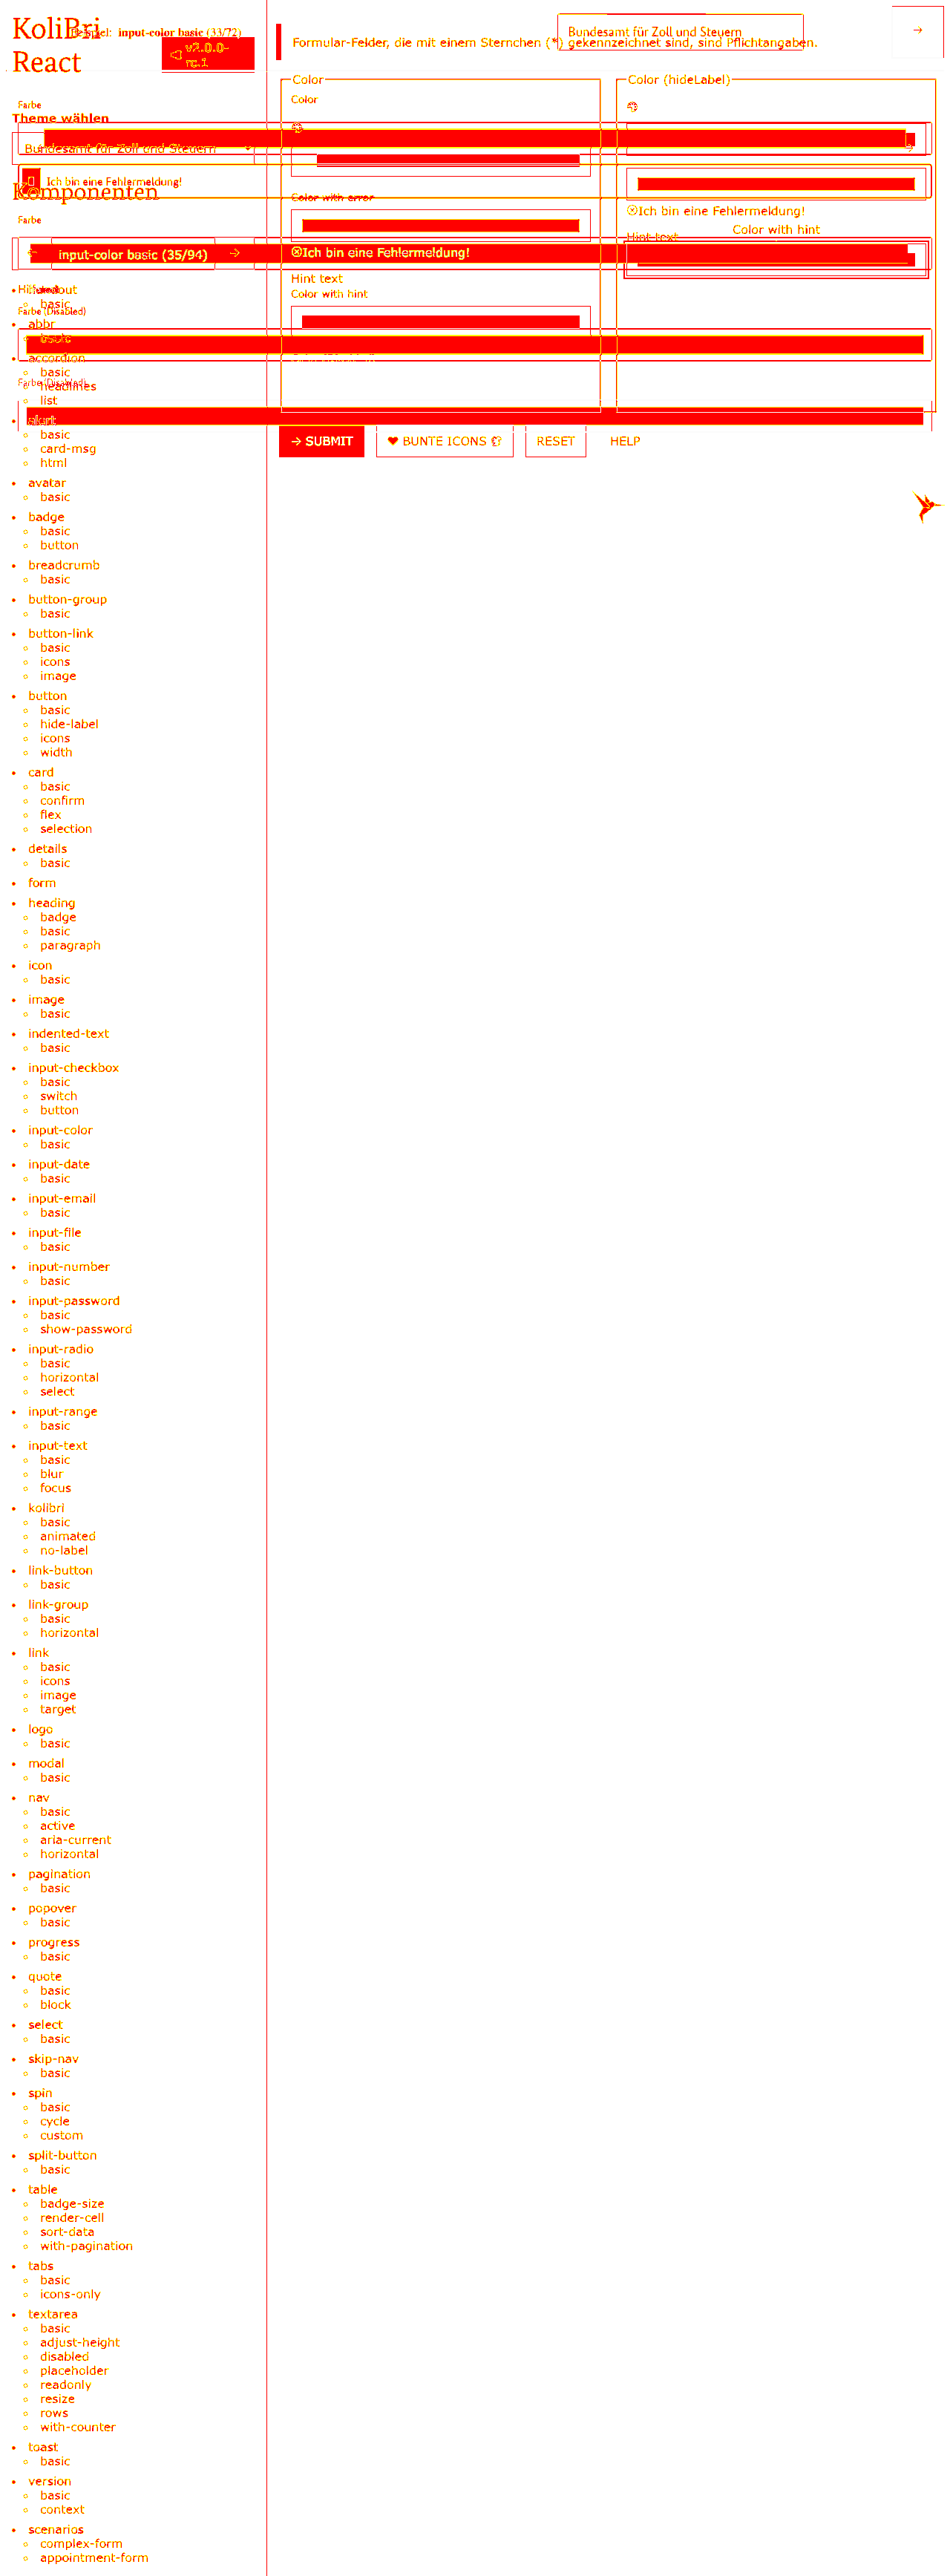 KoliBri
React
input-color basic (33/72)
v2.0.0-
rc.1
Bundesamt für Zoll und Steuern
→
Formular-Felder, die mit einem Sternchen (*) gekennzeichnet sind, sind Pflichtangaben.
Farbe
Theme wählen
Bundesamt für Zoll und Steuern
Ich bin eine Fehlermeldung!
Komponenten
Farbe
← input-color basic (35/94) →
Color
Color
Color with error
Ich bin eine Fehlermeldung!
Hint text
Color with hint
Color (hideLabel)
Ich bin eine Fehlermeldung!
Color with hint
Hint text
→ SUBMIT
BUNTE ICONS
RESET
HELP
basic
Farbe (Disabled)
abbr
basic
accordion
basic
Farbe (Disabled)
headlines
list
alert
basic
card-msg
html
avatar
basic
badge
basic
button
breadcrumb
basic
button-group
basic
button-link
basic
icons
image
button
basic
hide-label
icons
width
card
basic
confirm
flex
selection
details
basic
form
heading
badge
basic
paragraph
icon
basic
image
basic
indented-text
basic
input-checkbox
basic
switch
button
input-color
basic
input-date
basic
input-email
basic
input-file
basic
input-number
basic
input-password
basic
show-password
input-radio
basic
horizontal
select
input-range
basic
input-text
basic
blur
focus
kolibri
basic
animated
no-label
link-button
basic
link-group
basic
horizontal
link
basic
icons
image
target
logo
basic
modal
basic
nav
basic
active
aria-current
horizontal
pagination
basic
popover
basic
progress
basic
quote
basic
block
select
basic
skip-nav
basic
spin
basic
cycle
custom
split-button
basic
table
badge-size
render-cell
sort-data
with-pagination
tabs
basic
icons-only
textarea
basic
adjust-height
disabled
placeholder
readonly
resize
rows
with-counter
toast
basic
version
basic
context
scenarios
complex-form
appointment-form